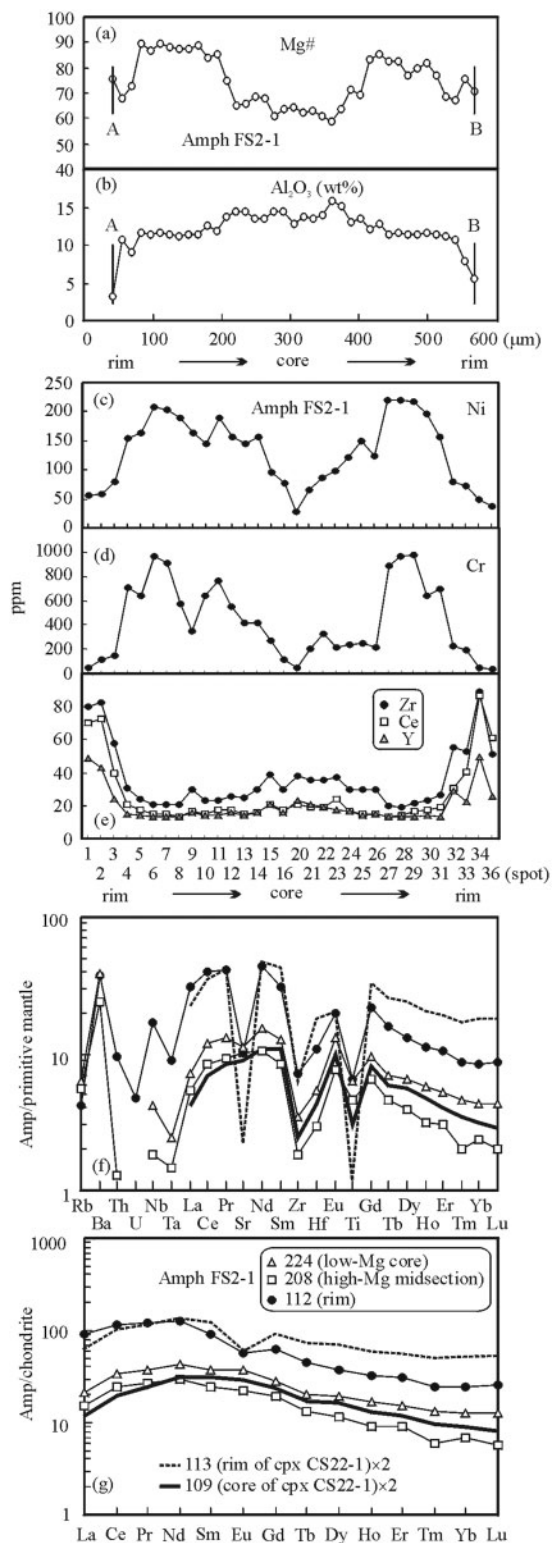 (a)
Mg#
100
90
80
70
60
50
40
A
B
Amph FS2-1
(b)
Al₂O₃ (wt%)
15
10
5
0
A
B
0 100 200 300 400 500 600 (μm)
rim core rim
(c)
Amph FS2-1
Ni
250
200
150
100
50
0
(d)
Cr
1000
800
600
400
200
0
ppm
80
60
40
20
0
Zr
Ce
Y
(e)
1 3 5 7 9 11 13 15 20 22 24 26 28 30 32 34
2 4 6 8 10 12 14 16 21 23 25 27 29 31 33 36 (spot)
rim core rim
100
10
1
Amp/primitive mantle
(f)
Rb Th Nb La Pr Nd Zr Eu Gd Dy Er Yb
Ba U Ta Ce Sr Sm Hf Ti Tb Ho Tm Lu
1000
100
10
1
Amp/chondrite
Amph FS2-1
224 (low-Mg core)
208 (high-Mg midsection)
112 (rim)
113 (rim of cpx CS22-1)×2
109 (core of cpx CS22-1)×2
(g)
La Ce Pr Nd Sm Eu Gd Tb Dy Ho Er Tm Yb Lu